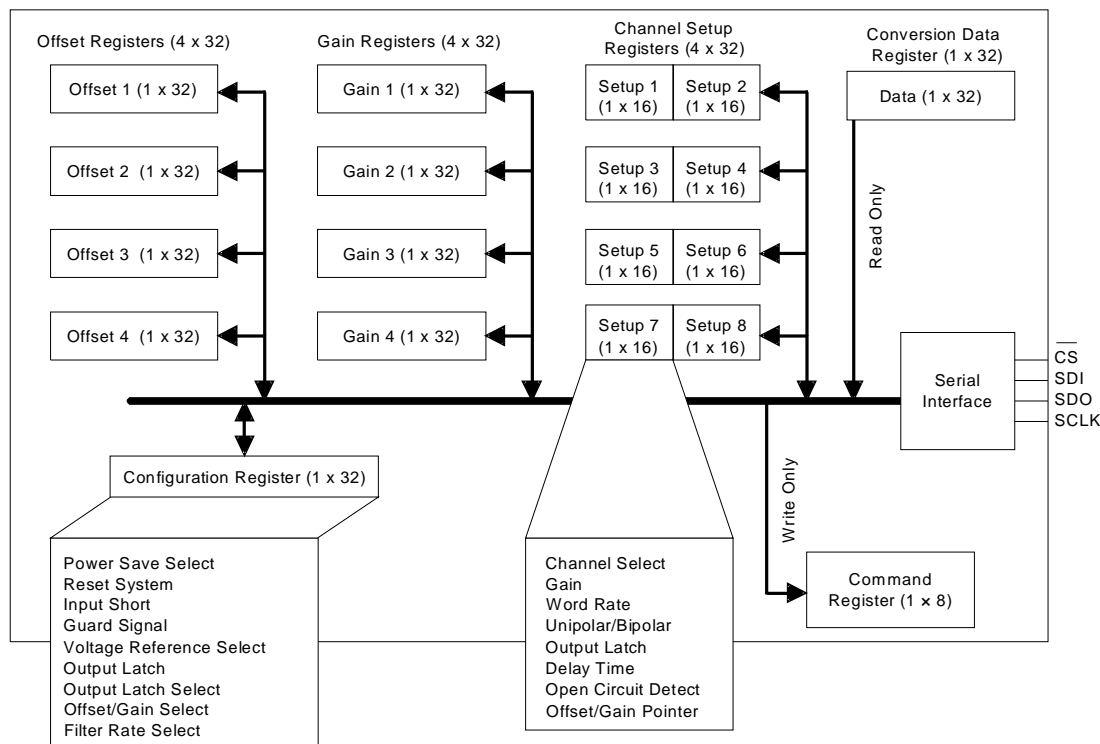 Offset Registers (4 x 32)
Offset 1 (1 x 32)
Offset 2 (1 x 32)
Offset 3 (1 x 32)
Offset 4 (1 x 32)
Gain Registers (4 x 32)
Gain 1 (1 x 32)
Gain 2 (1 x 32)
Gain 3 (1 x 32)
Gain 4 (1 x 32)
Channel Setup
Registers (4 x 32)
Setup 1
(1 x 16)
Setup 2
(1 x 16)
Setup 3
(1 x 16)
Setup 4
(1 x 16)
Setup 5
(1 x 16)
Setup 6
(1 x 16)
Setup 7
(1 x 16)
Setup 8
(1 x 16)
Conversion Data
Register (1 x 32)
Data (1 x 32)
Read Only
Serial
Interface
CS
SDI
SDO
SCLK
Configuration Register (1 x 32)
Power Save Select
Reset System
Input Short
Guard Signal
Voltage Reference Select
Output Latch
Output Latch Select
Offset/Gain Select
Filter Rate Select
Channel Select
Gain
Word Rate
Unipolar/Bipolar
Output Latch
Delay Time
Open Circuit Detect
Offset/Gain Pointer
Write Only
Command
Register (1 × 8)